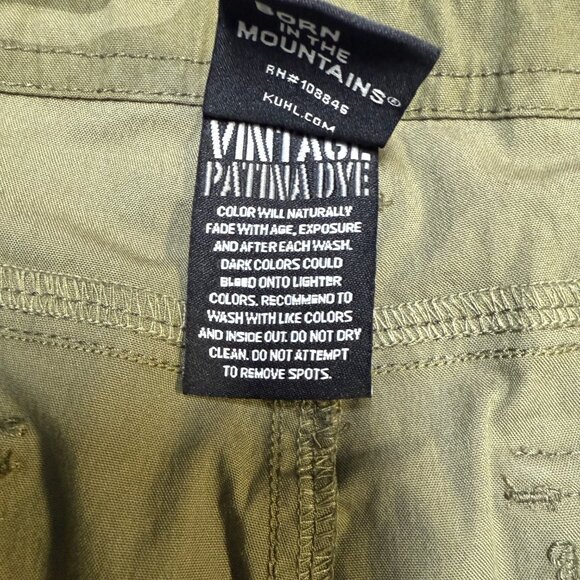 BORN
IN THE
MOUNTAINS®
RN#103846
KUHL.COM
VINTAGE
PATINA DYE
COLOR WILL NATURALLY
FADE WITH AGE, EXPOSURE
AND AFTER EACH WASH.
DARK COLORS COULD
BLEED ONTO LIGHTER
COLORS. RECOMMEND TO
WASH WITH LIKE COLORS
AND INSIDE OUT. DO NOT DRY
CLEAN. DO NOT ATTEMPT
TO REMOVE SPOTS.